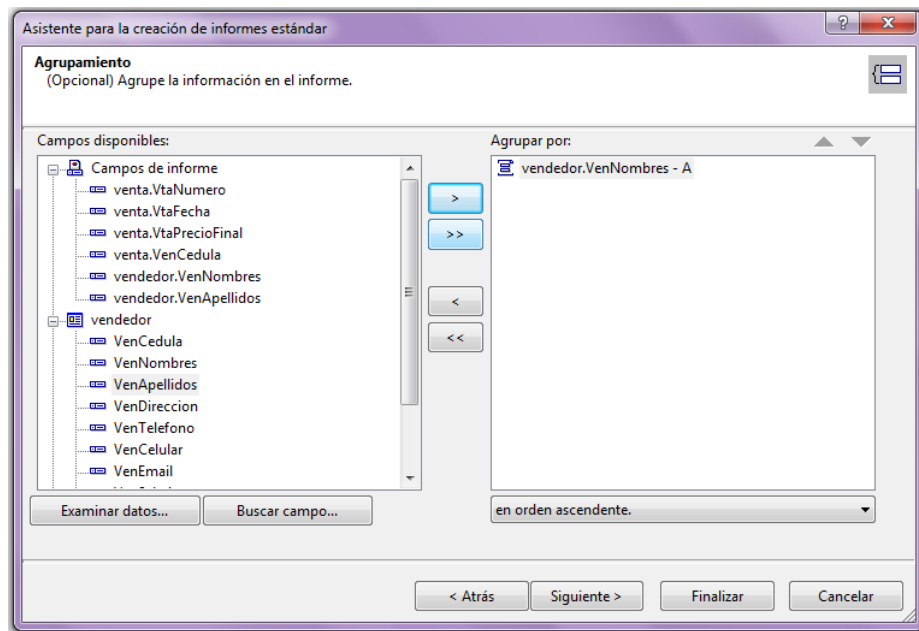 Asistente para la creación de informes estándar
Agrupamiento
(Opcional) Agrupe la información en el informe.
Campos disponibles:
Campos de informe
venta.VtaNumero
venta.VtaFecha
venta.VtaPrecioFinal
venta.VenCedula
vendedor.VenNombres
vendedor.VenApellidos
vendedor
VenCedula
VenNombres
VenApellidos
VenDireccion
VenTelefono
VenCelular
VenEmail
>
>>
<
<<
Agrupar por:
vendedor.VenNombres - A
Examinar datos...
Buscar campo...
en orden ascendente.
< Atrás
Siguiente >
Finalizar
Cancelar